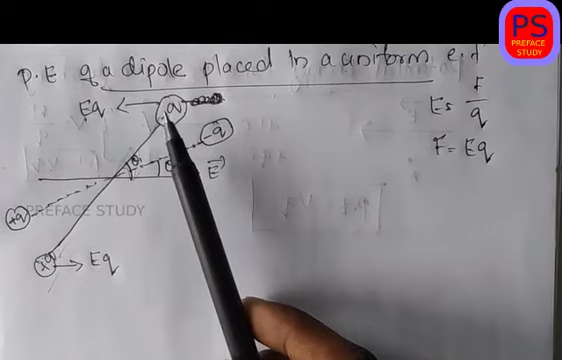 PS
PREFACE
STUDY
P.E of a dipole placed in a uniform e.f
Eq
-q
-q
E = F/q
F = Eq
θ
θ
E
+q
PREFACE STUDY
+q
Eq